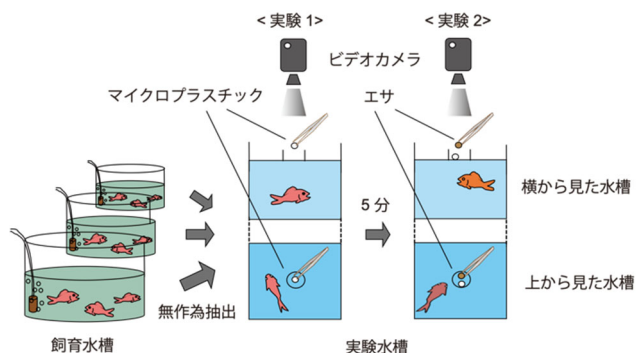 <実験1>
<実験2>
ビデオカメラ
マイクロプラスチック
エサ
横から見た水槽
5分
上から見た水槽
無作為抽出
飼育水槽
実験水槽